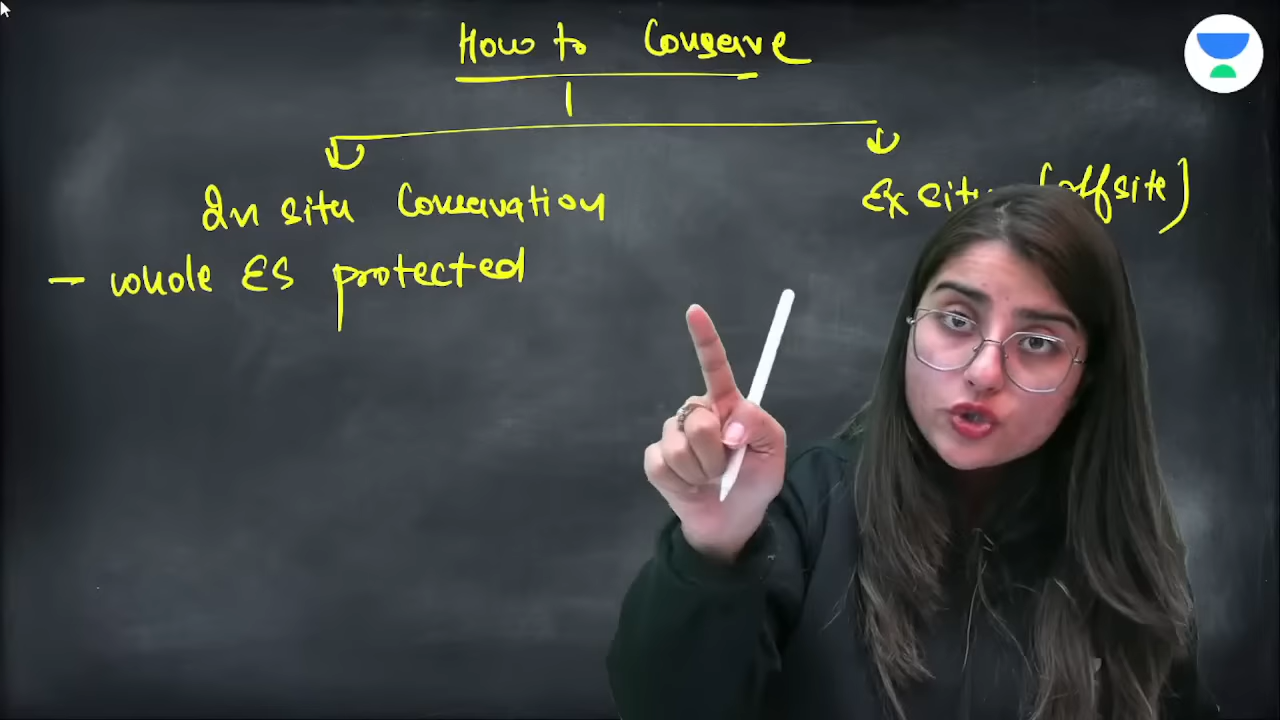 How to Conserve
In situ Conservation
Ex situ (offsite)
- whole ES protected